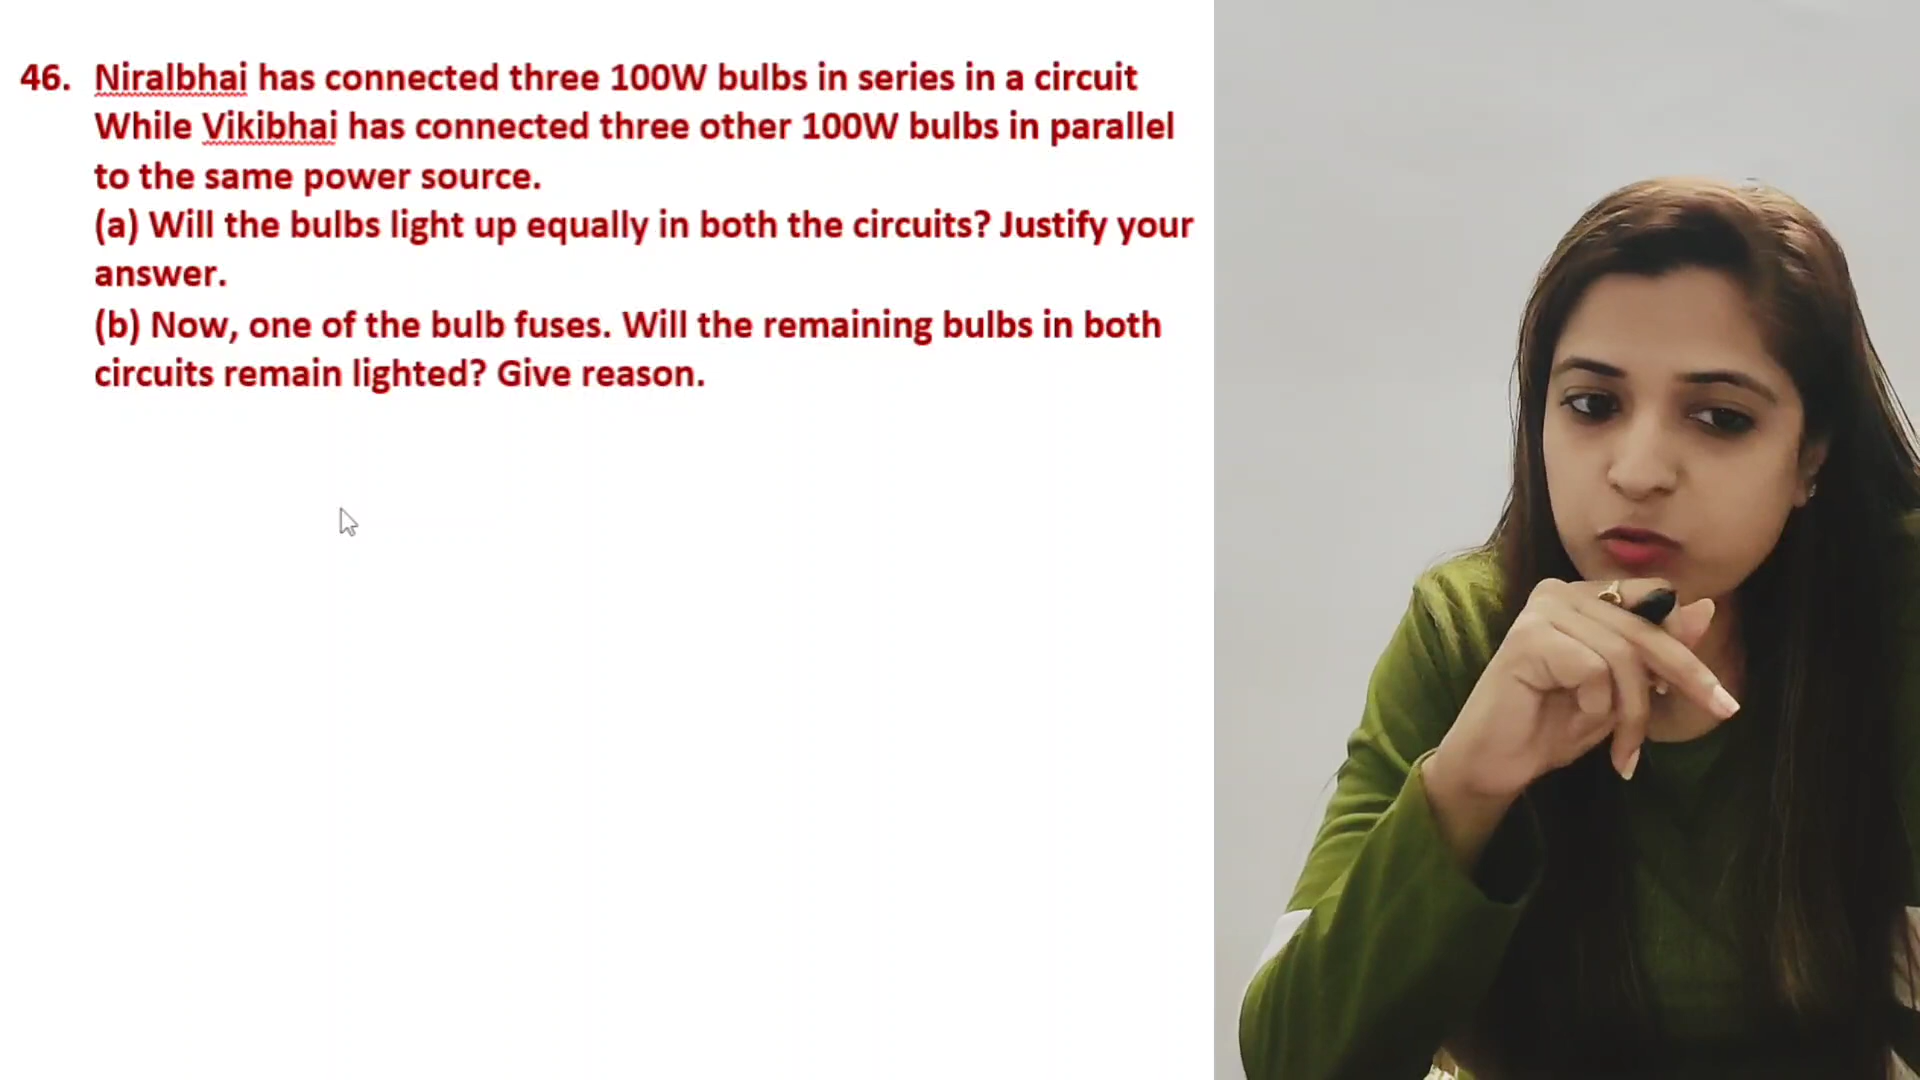 46. Niralbhai has connected three 100W bulbs in series in a circuit
While Vikibhai has connected three other 100W bulbs in parallel
to the same power source.
(a) Will the bulbs light up equally in both the circuits? Justify your
answer.
(b) Now, one of the bulb fuses. Will the remaining bulbs in both
circuits remain lighted? Give reason.